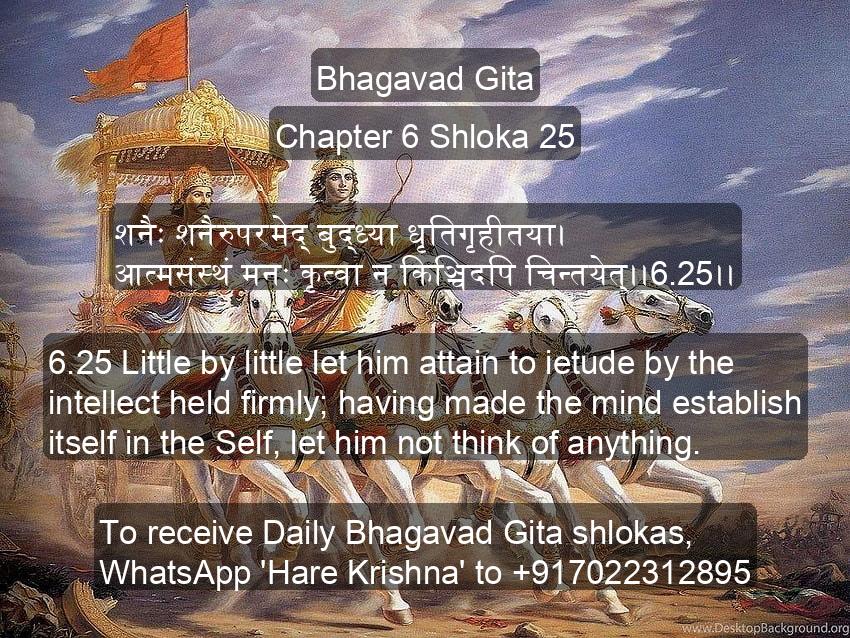 Bhagavad Gita
Chapter 6 Shloka 25
शनैः शनैरुपरमेद् बुद्ध्या धृतिगृहीतया।
आत्मसंस्थं मनः कृत्वा न किञ्चिदपि चिन्तयेत्।।6.25।।
6.25 Little by little let him attain to ietude by the
intellect held firmly; having made the mind establish
itself in the Self, let him not think of anything.
To receive Daily Bhagavad Gita shlokas,
WhatsApp 'Hare Krishna' to +917022312895
www.DesktopBackground.org